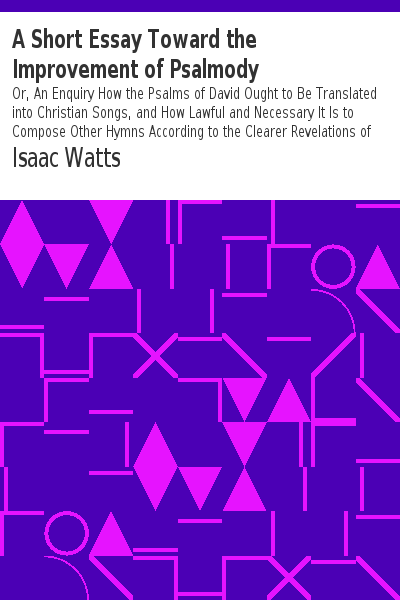 A Short Essay Toward the
Improvement of Psalmody
Or, An Enquiry How the Psalms of David Ought to Be Translated
into Christian Songs, and How Lawful and Necessary It Is to
Compose Other Hymns According to the Clearer Revelations of
Isaac Watts